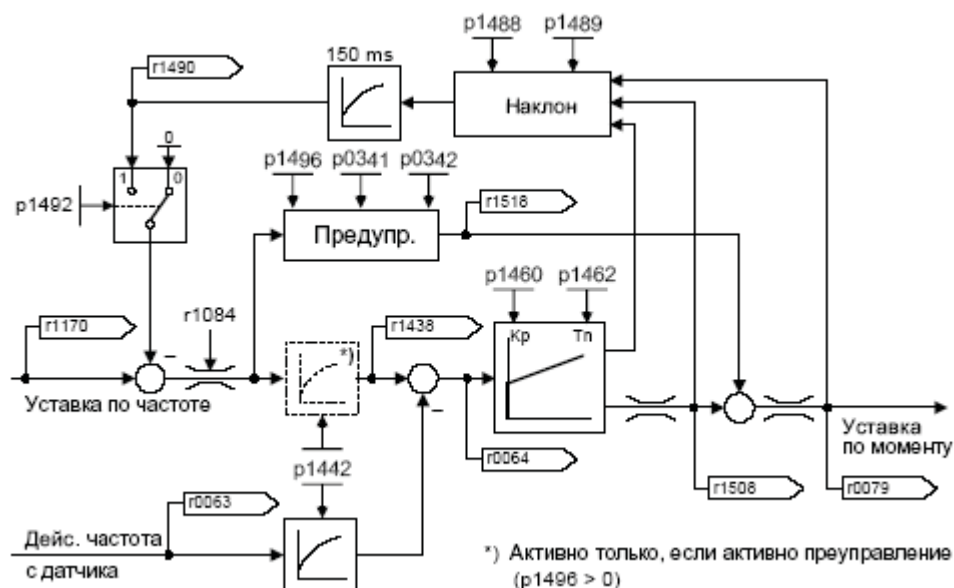 p1488 p1489
150 ms
r1490
Наклон
0
1 0
p1492
p1496 p0341 p0342
r1518
Предупр.
p1460 p1462
r1170
r1084
r1438
Kp Tn
*)
Уставка по частоте
Уставка
по моменту
p1442
r0064
r0063
r1508
r0079
Дейс. частота
с датчика
*) Активно только, если активно преуправление
(p1496 > 0)